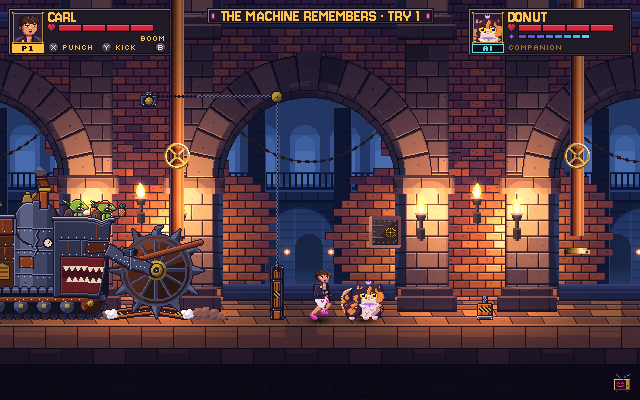 CARL
P1
BOOM
X PUNCH Y KICK B
THE MACHINE REMEMBERS · TRY 1
DONUT
AI
COMPANION